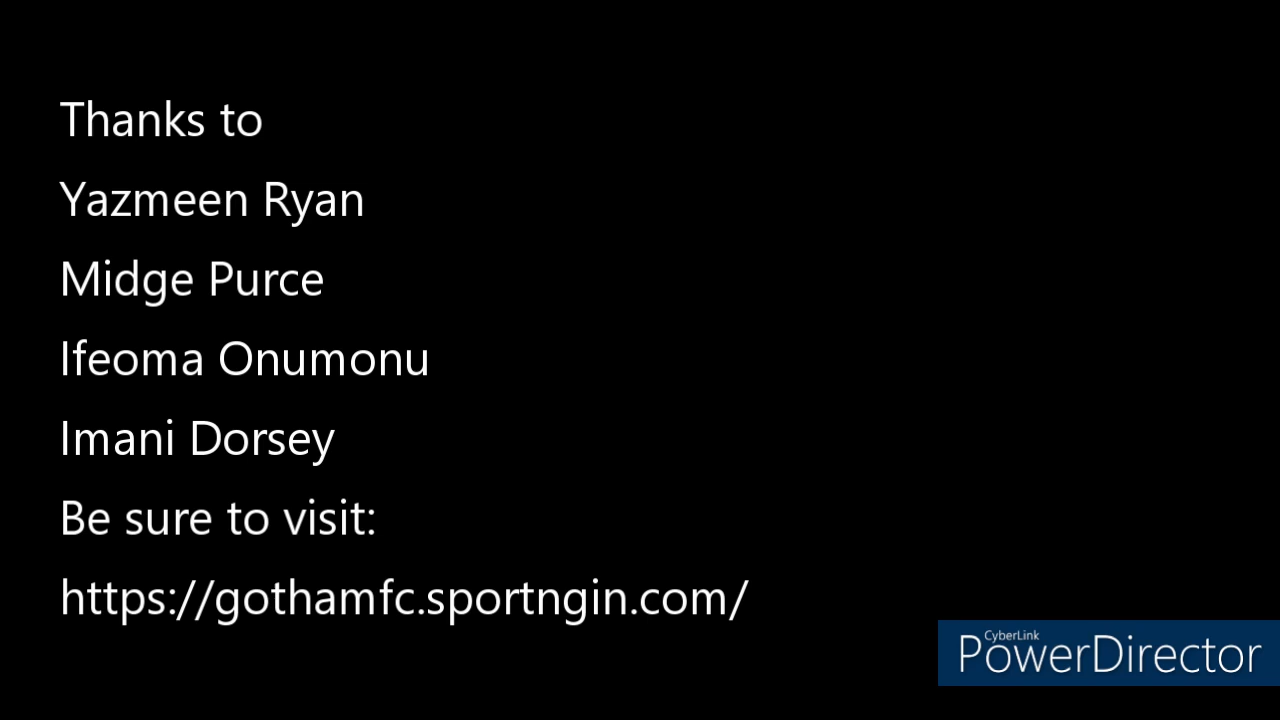 Thanks to
Yazmeen Ryan
Midge Purce
Ifeoma Onumonu
Imani Dorsey
Be sure to visit:
https://gothamfc.sportngin.com/
CyberLink
PowerDirector